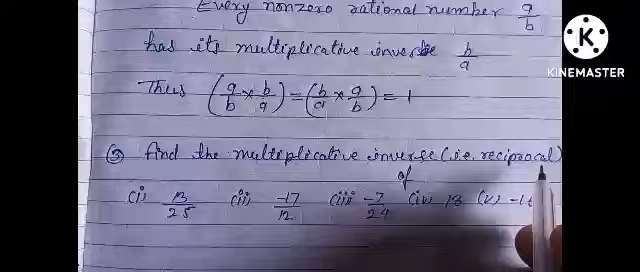 Every nonzero rational number a/b
has its multiplicative inverse b/a
KINEMASTER
Thus (a/b × b/a) = (b/a × a/b) = 1
Q Find the multiplicative inverse (i.e. reciprocal)
of
(i) 13/25 (ii) -17/12 (iii) -7/24 (iv) 18 (v)